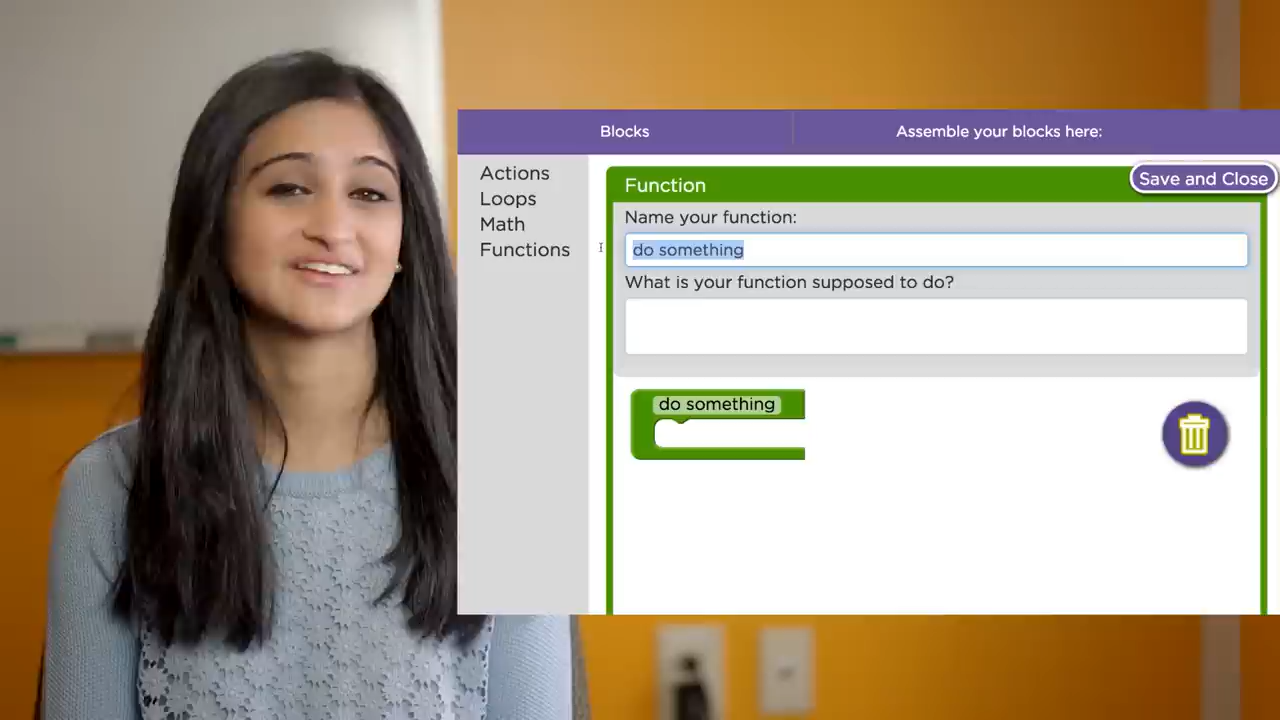 Blocks
Assemble your blocks here:
Actions
Loops
Math
Functions
Function
Save and Close
Name your function:
do something
What is your function supposed to do?
do something